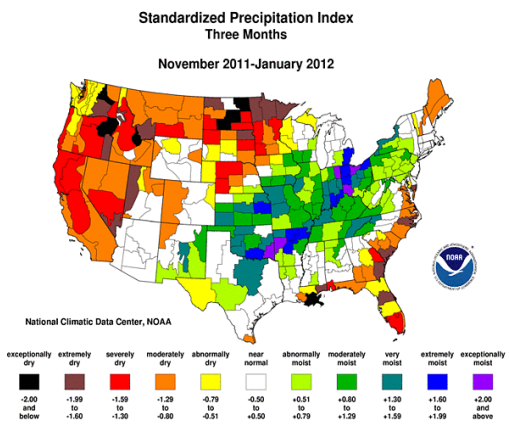 Standardized Precipitation Index
Three Months
November 2011-January 2012
NOAA
National Climatic Data Center, NOAA
exceptionally dry
extremely dry
severely dry
moderately dry
abnormally dry
near normal
abnormally moist
moderately moist
very moist
extremely moist
exceptionally moist
-2.00 and below
-1.99 to -1.60
-1.59 to -1.30
-1.29 to -0.80
-0.79 to -0.51
-0.50 to +0.50
+0.51 to +0.79
+0.80 to +1.29
+1.30 to +1.59
+1.60 to +1.99
+2.00 and above